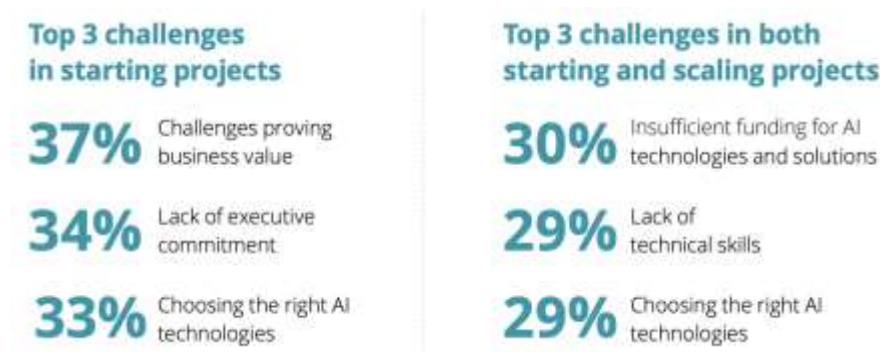 Top 3 challenges
in starting projects
37%
Challenges proving
business value
34%
Lack of executive
commitment
33%
Choosing the right AI
technologies
Top 3 challenges in both
starting and scaling projects
30%
Insufficient funding for AI
technologies and solutions
29%
Lack of
technical skills
29%
Choosing the right AI
technologies